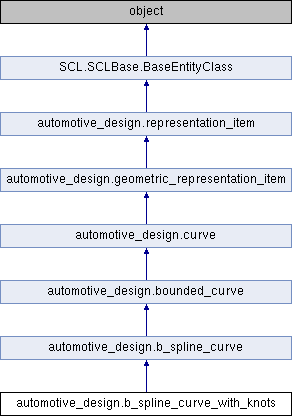 object
SCL.SCLBase.BaseEntityClass
automotive_design.representation_item
automotive_design.geometric_representation_item
automotive_design.curve
automotive_design.bounded_curve
automotive_design.b_spline_curve
automotive_design.b_spline_curve_with_knots